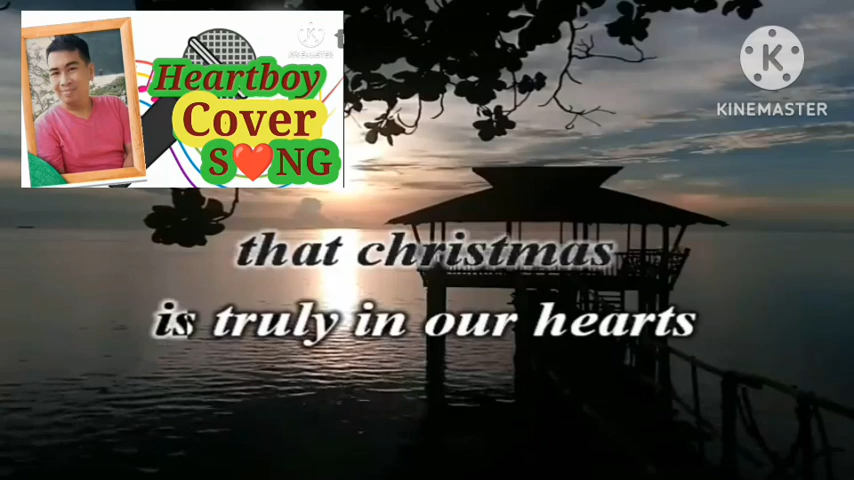 Heartboy
Cover
S❤NG
KINEMASTER
that christmas
is truly in our hearts